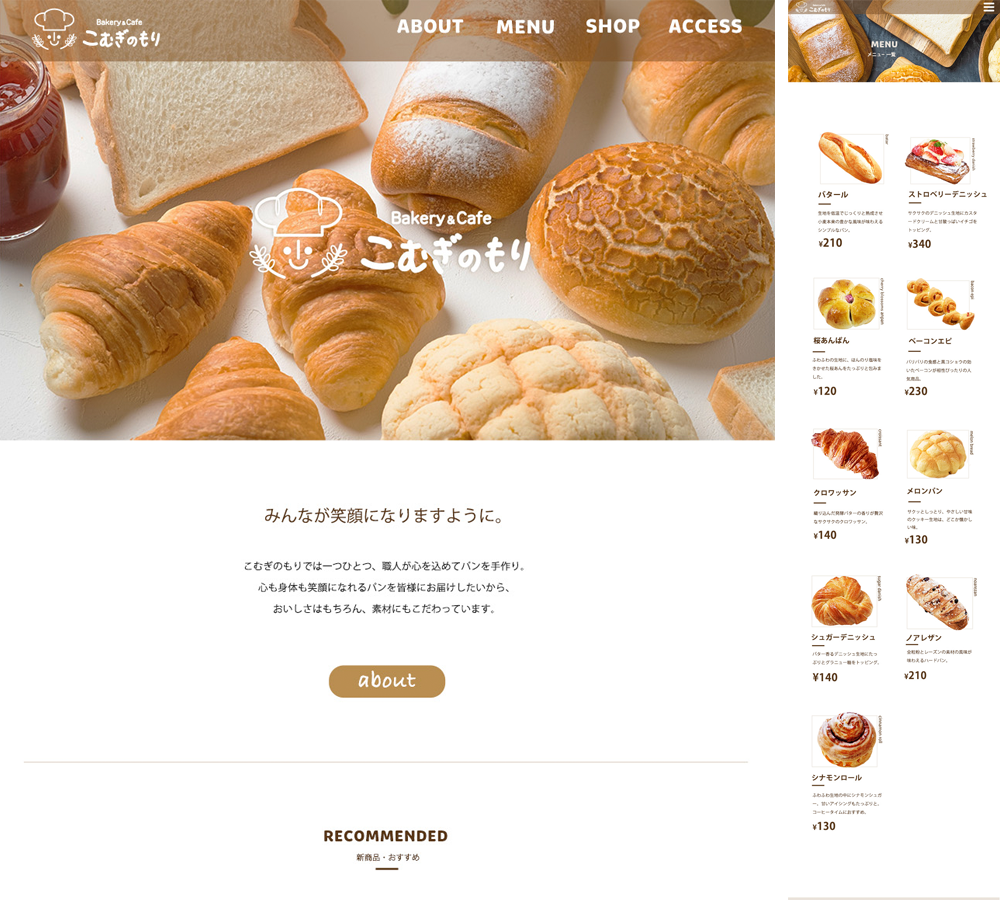 Bakery & Cafe
こむぎのもり
ABOUT
MENU
SHOP
ACCESS
Bakery & Cafe
こむぎのもり
みんなが笑顔になりますように。
こむぎのもりでは一つひとつ、職人が心を込めてパンを手作り。
心も身体も笑顔になれるパンを皆様にお届けしたいから、
おいしさはもちろん、素材にもこだわっています。
about
RECOMMENDED
新商品・おすすめ
こむぎのもり
MENU
メニュー一覧
バタール
生地を低温でじっくりと熟成させ
小麦本来の豊かな風味が味わえる
シンプルなパン。
¥210
strawberry danish
ストロベリーデニッシュ
サクサクのデニッシュ生地にカスタ
ードクリームと甘酸っぱいイチゴを
トッピング。
¥340
cherry blossoms anpan
桜あんぱん
ふわふわの生地に、ほんのり塩味を
きかせた桜あんをたっぷりと包みま
した。
¥120
bacon epi
ベーコンエピ
パリパリの食感と黒コショウの効
いたベーコンが相性ぴったりの人
気商品。
¥230
croissant
クロワッサン
織り込んだ発酵バターの香りが贅沢
なサクサクのクロワッサン。
¥140
melon bread
メロンパン
サクッとしっとり、やさしい甘味
のクッキー生地は、どこか懐かし
い味。
¥130
sugar danish
シュガーデニッシュ
バター香るデニッシュ生地にたっ
ぷりとグラニュー糖をトッピング。
¥140
ノアレザン
全粒粉とレーズンの素材の風味が
味わえるハードパン。
¥210
cinnamon roll
シナモンロール
ふわふわ生地の中にシナモンシュガ
ー、甘いアイシングもたっぷりと。
コーヒータイムにおすすめ。
¥130